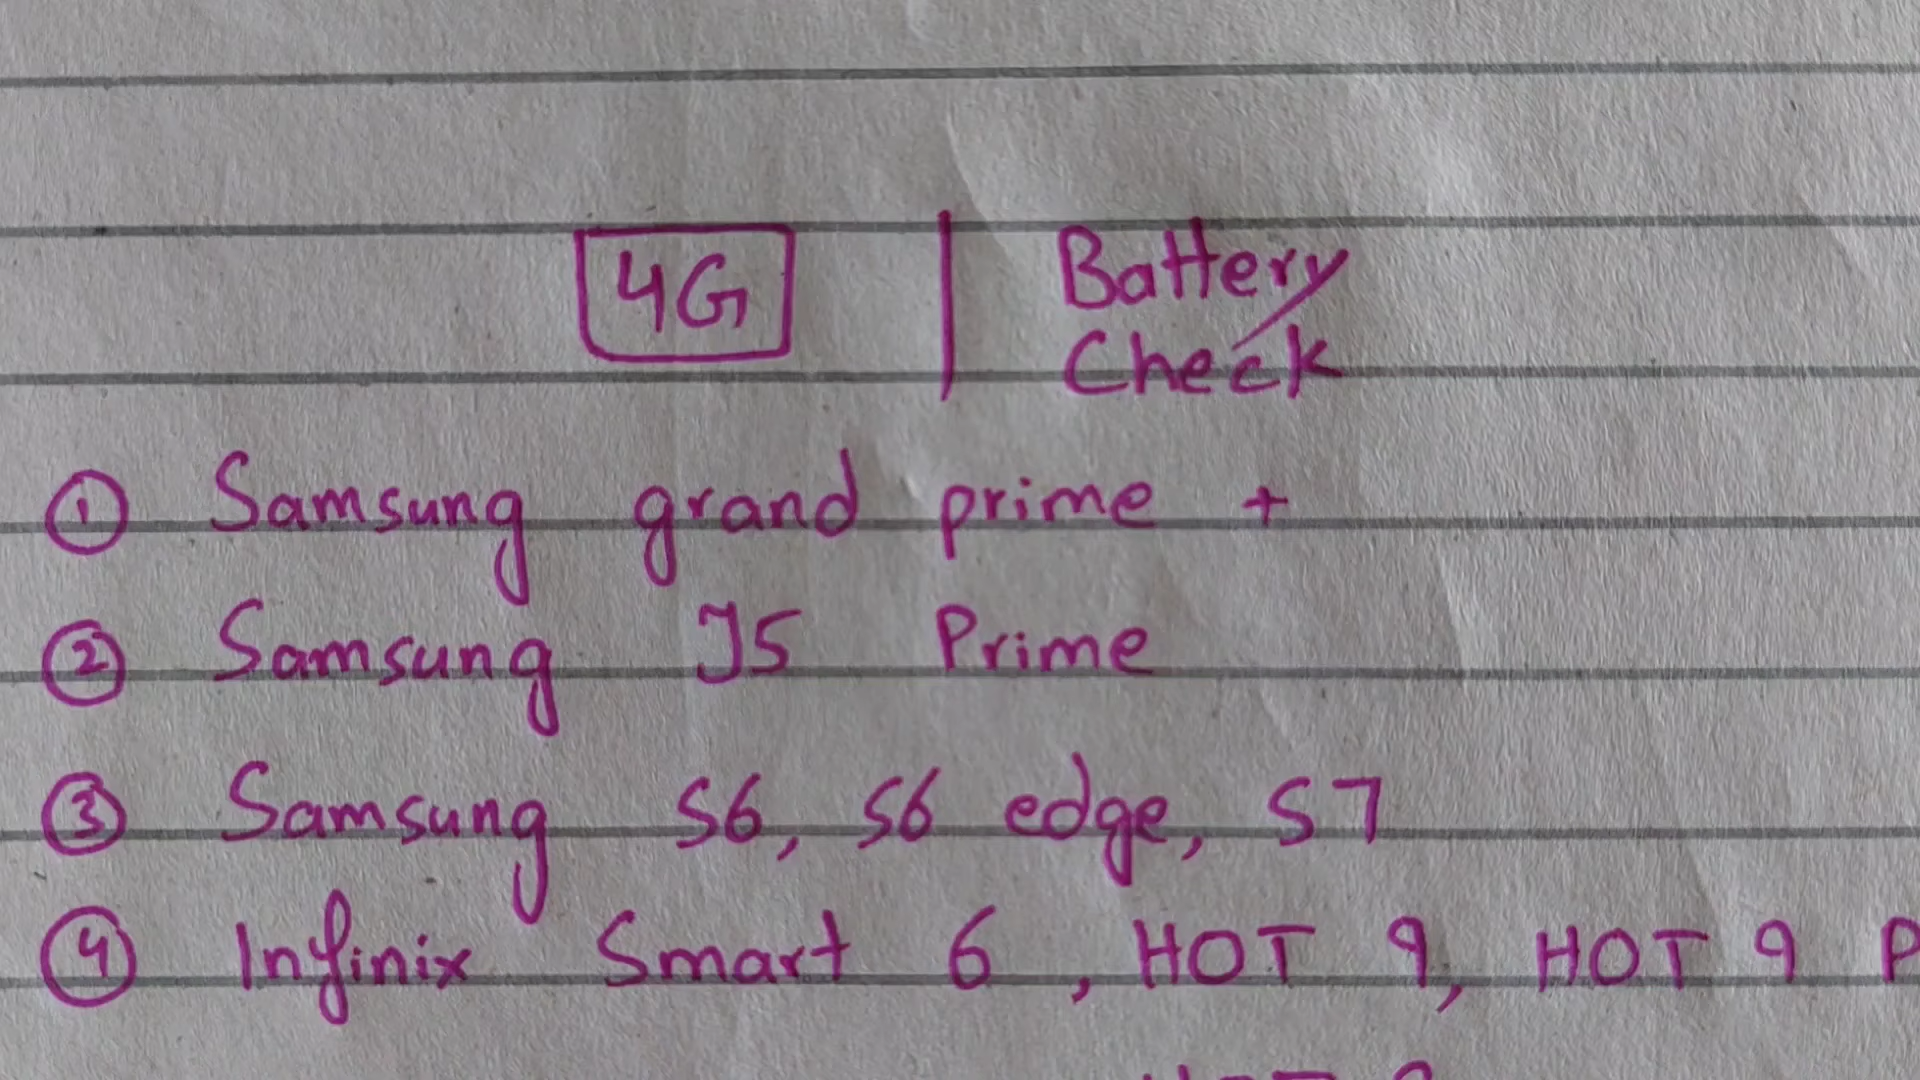 4G | Battery
Check
① Samsung grand prime +
② Samsung J5 Prime
③ Samsung S6, S6 edge, S7
④ Infinix Smart 6, HOT 9, HOT 9 P